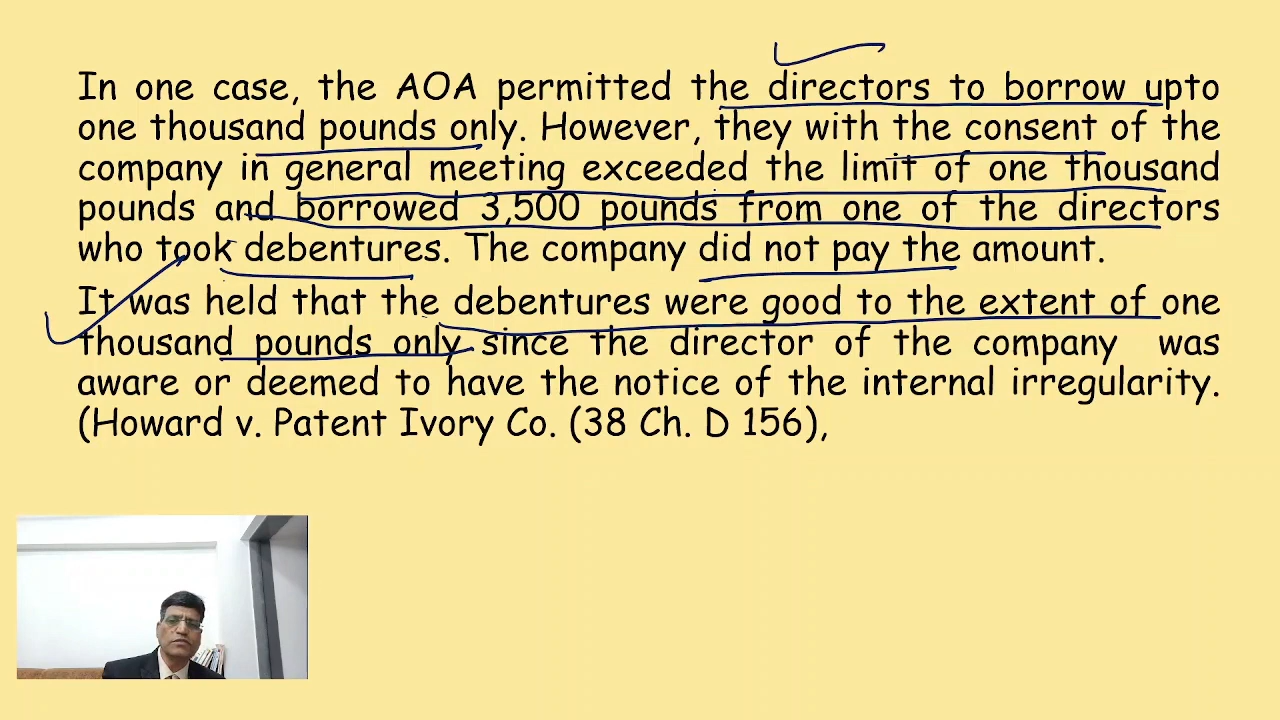 In one case, the AOA permitted the directors to borrow upto
one thousand pounds only. However, they with the consent of the
company in general meeting exceeded the limit of one thousand
pounds and borrowed 3,500 pounds from one of the directors
who took debentures. The company did not pay the amount.
It was held that the debentures were good to the extent of one
thousand pounds only since the director of the company was
aware or deemed to have the notice of the internal irregularity.
(Howard v. Patent Ivory Co. (38 Ch. D 156),